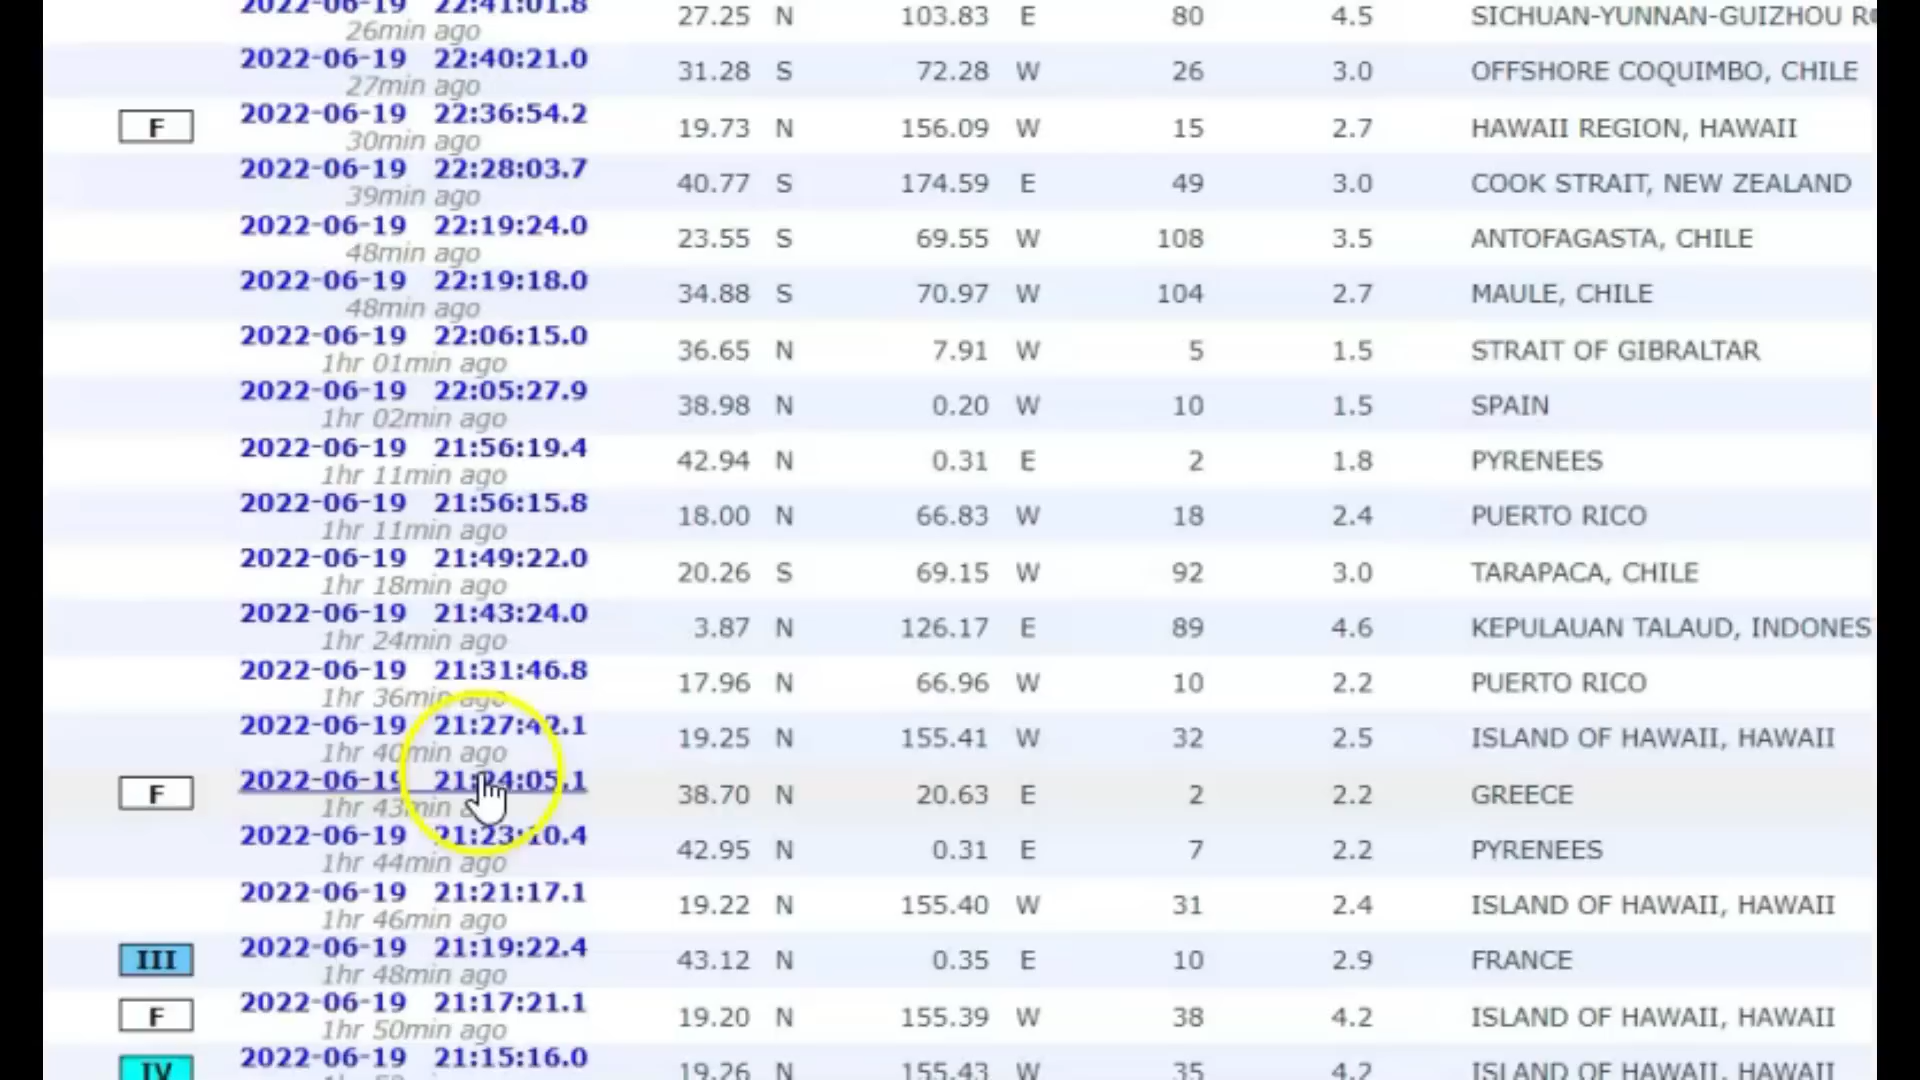 2022-06-19 22:41:01.8 27.25 N 103.83 E 80 4.5 SICHUAN-YUNNAN-GUIZHOU
26min ago
2022-06-19 22:40:21.0 31.28 S 72.28 W 26 3.0 OFFSHORE COQUIMBO, CHILE
27min ago
F 2022-06-19 22:36:54.2 19.73 N 156.09 W 15 2.7 HAWAII REGION, HAWAII
30min ago
2022-06-19 22:28:03.7 40.77 S 174.59 E 49 3.0 COOK STRAIT, NEW ZEALAND
39min ago
2022-06-19 22:19:24.0 23.55 S 69.55 W 108 3.5 ANTOFAGASTA, CHILE
48min ago
2022-06-19 22:19:18.0 34.88 S 70.97 W 104 2.7 MAULE, CHILE
48min ago
2022-06-19 22:06:15.0 36.65 N 7.91 W 5 1.5 STRAIT OF GIBRALTAR
1hr 01min ago
2022-06-19 22:05:27.9 38.98 N 0.20 W 10 1.5 SPAIN
1hr 02min ago
2022-06-19 21:56:19.4 42.94 N 0.31 E 2 1.8 PYRENEES
1hr 11min ago
2022-06-19 21:56:15.8 18.00 N 66.83 W 18 2.4 PUERTO RICO
1hr 11min ago
2022-06-19 21:49:22.0 20.26 S 69.15 W 92 3.0 TARAPACA, CHILE
1hr 18min ago
2022-06-19 21:43:24.0 3.87 N 126.17 E 89 4.6 KEPULAUAN TALAUD, INDONES
1hr 24min ago
2022-06-19 21:31:46.8 17.96 N 66.96 W 10 2.2 PUERTO RICO
1hr 36min ago
2022-06-19 21:27:42.1 19.25 N 155.41 W 32 2.5 ISLAND OF HAWAII, HAWAII
1hr 40min ago
F 2022-06-19 21:24:05.1 38.70 N 20.63 E 2 2.2 GREECE
1hr 43min a
2022-06-19 21:23:10.4 42.95 N 0.31 E 7 2.2 PYRENEES
1hr 44min ago
2022-06-19 21:21:17.1 19.22 N 155.40 W 31 2.4 ISLAND OF HAWAII, HAWAII
1hr 46min ago
III 2022-06-19 21:19:22.4 43.12 N 0.35 E 10 2.9 FRANCE
1hr 48min ago
F 2022-06-19 21:17:21.1 19.20 N 155.39 W 38 4.2 ISLAND OF HAWAII, HAWAII
1hr 50min ago
IV 2022-06-19 21:15:16.0 19.26 N 155.43 W 35 4.2 ISLAND OF HAWAII, HAWAII